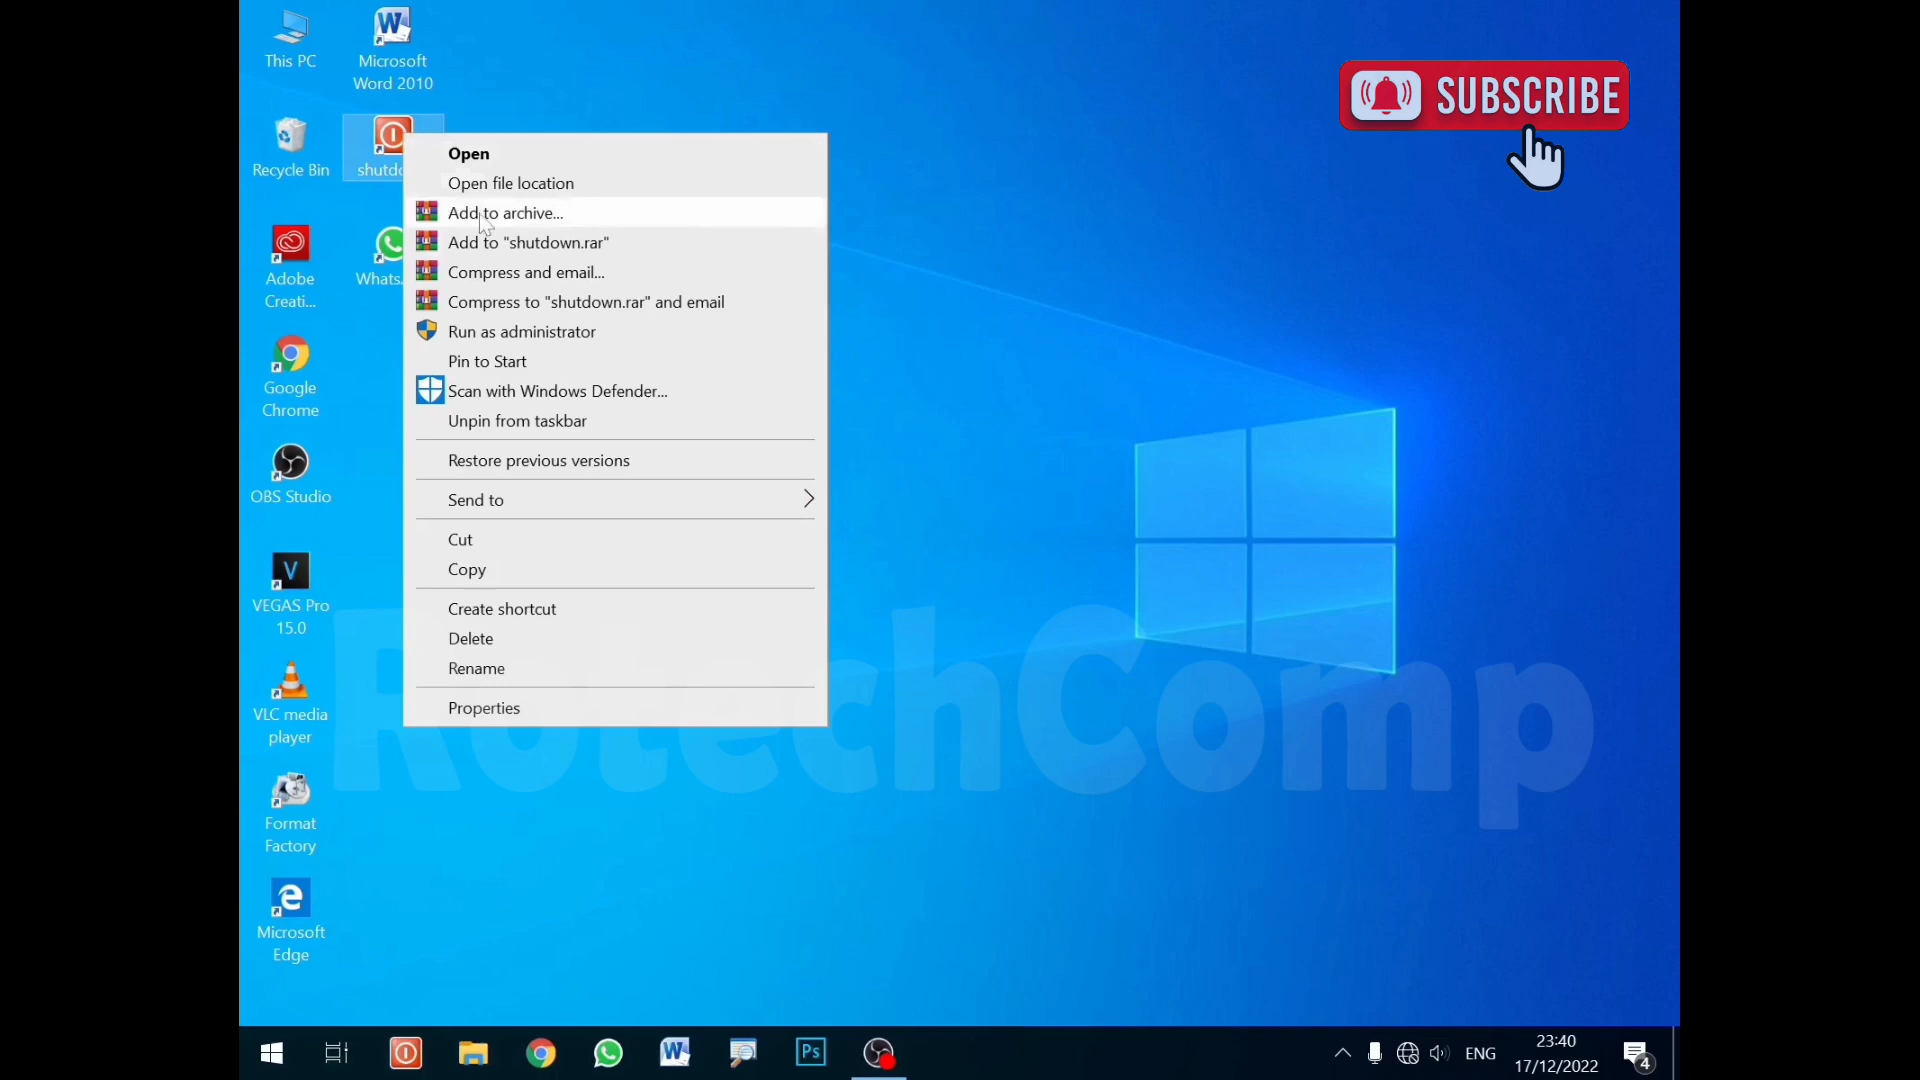 This PC
Microsoft
Word 2010
SUBSCRIBE
Recycle Bin
shutdo
Open
Open file location
Add to archive...
Add to "shutdown.rar"
Compress and email...
Compress to "shutdown.rar" and email
Run as administrator
Pin to Start
Scan with Windows Defender...
Unpin from taskbar
Restore previous versions
Send to
Cut
Copy
Create shortcut
Delete
Rename
Properties
Adobe
Creati...
Whats
Google
Chrome
OBS Studio
V
VEGAS Pro
15.0
VLC media
player
Format
Factory
Microsoft
Edge
RotechComp
Ps
ENG
23:40
17/12/2022
4